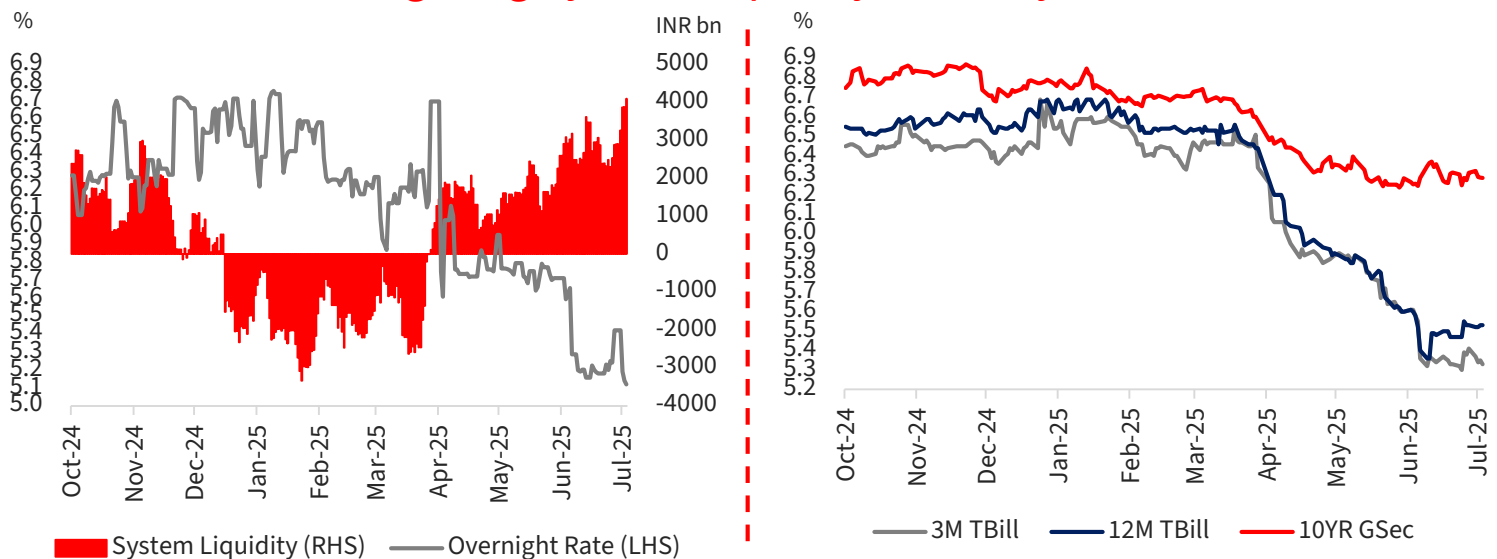 %
6.9
6.8
6.7
6.6
6.5
6.4
6.3
6.2
6.1
6.0
5.9
5.8
5.7
5.6
5.5
5.4
5.3
5.2
5.1
5.0
INR bn
5000
4000
3000
2000
1000
0
-1000
-2000
-3000
-4000
Oct-24
Nov-24
Dec-24
Jan-25
Feb-25
Mar-25
Apr-25
May-25
Jun-25
Jul-25
System Liquidity (RHS)
Overnight Rate (LHS)
%
6.9
6.8
6.7
6.6
6.5
6.4
6.3
6.2
6.1
6.0
5.9
5.8
5.7
5.6
5.5
5.4
5.3
5.2
Oct-24
Nov-24
Dec-24
Jan-25
Feb-25
Mar-25
Apr-25
May-25
Jun-25
Jul-25
3M TBill
12M TBill
10YR GSec